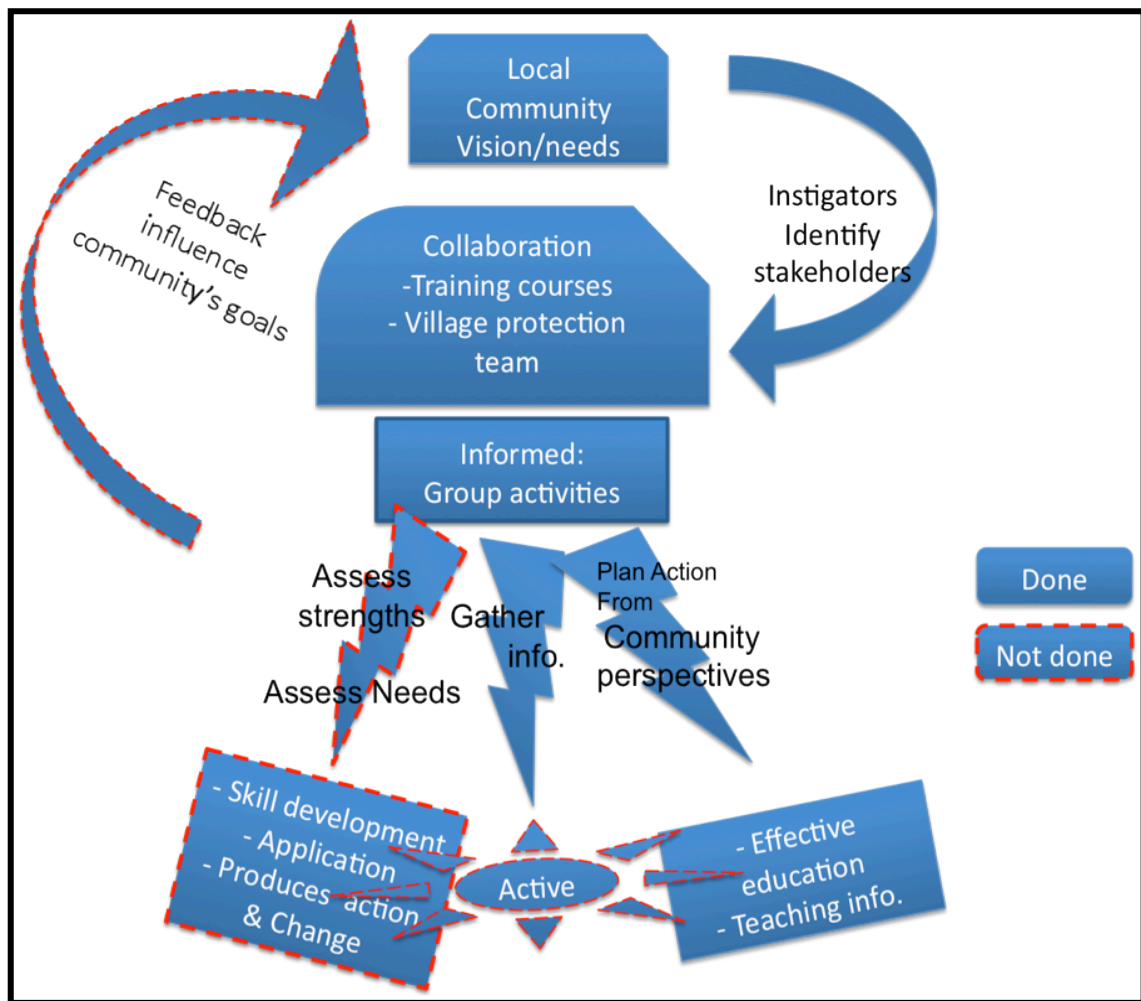 Local
Community
Vision/needs
Feedback
influence
community's goals
Instigators
Identify
stakeholders
Collaboration
-Training courses
- Village protection
team
Informed:
Group activities
Assess
strengths
Assess Needs
Gather
info.
Plan Action
From
Community
perspectives
Done
Not done
- Skill development
- Application
- Produces action
& Change
Active
- Effective
education
- Teaching info.